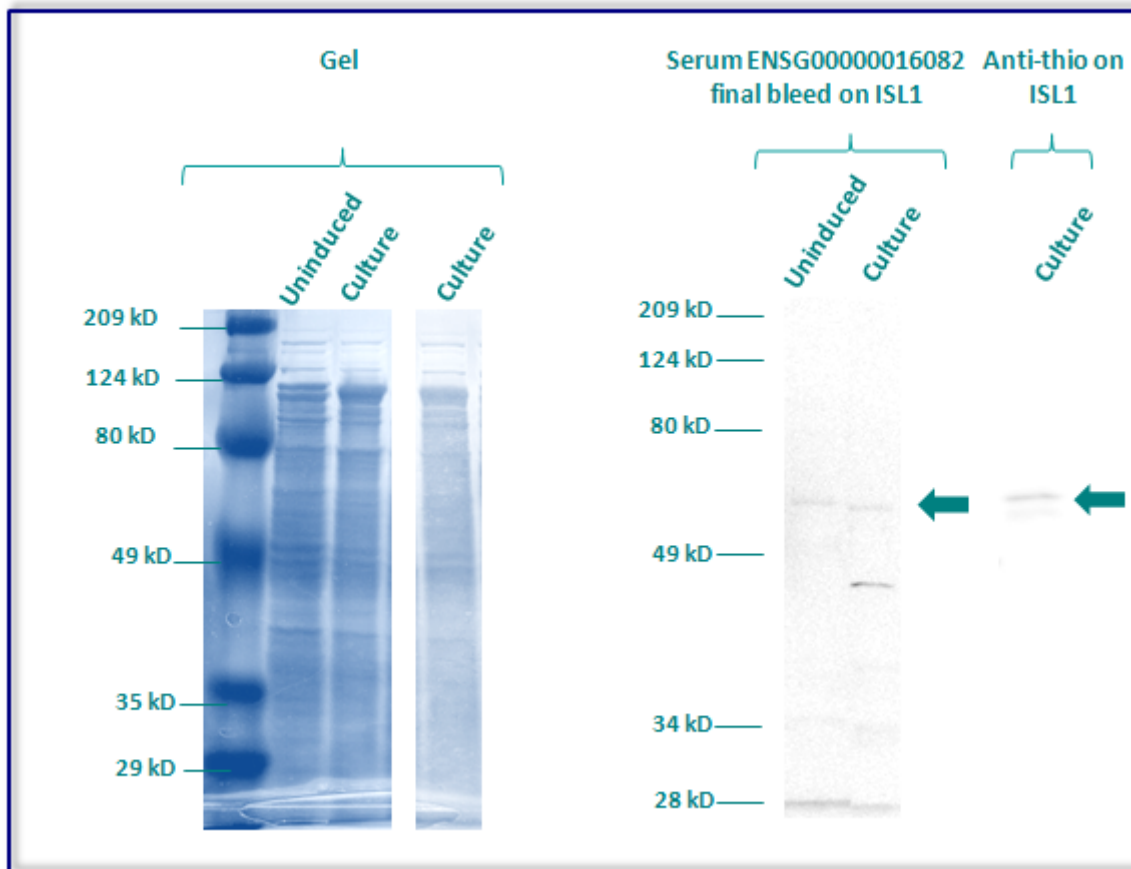 Gel
Serum ENSG00000016082
final bleed on ISL1
Anti-thio on
ISL1
Uninduced
Culture
Culture
Uninduced
Culture
Culture
209 kD
124 kD
80 kD
49 kD
35 kD
29 kD
209 kD
124 kD
80 kD
49 kD
34 kD
28 kD